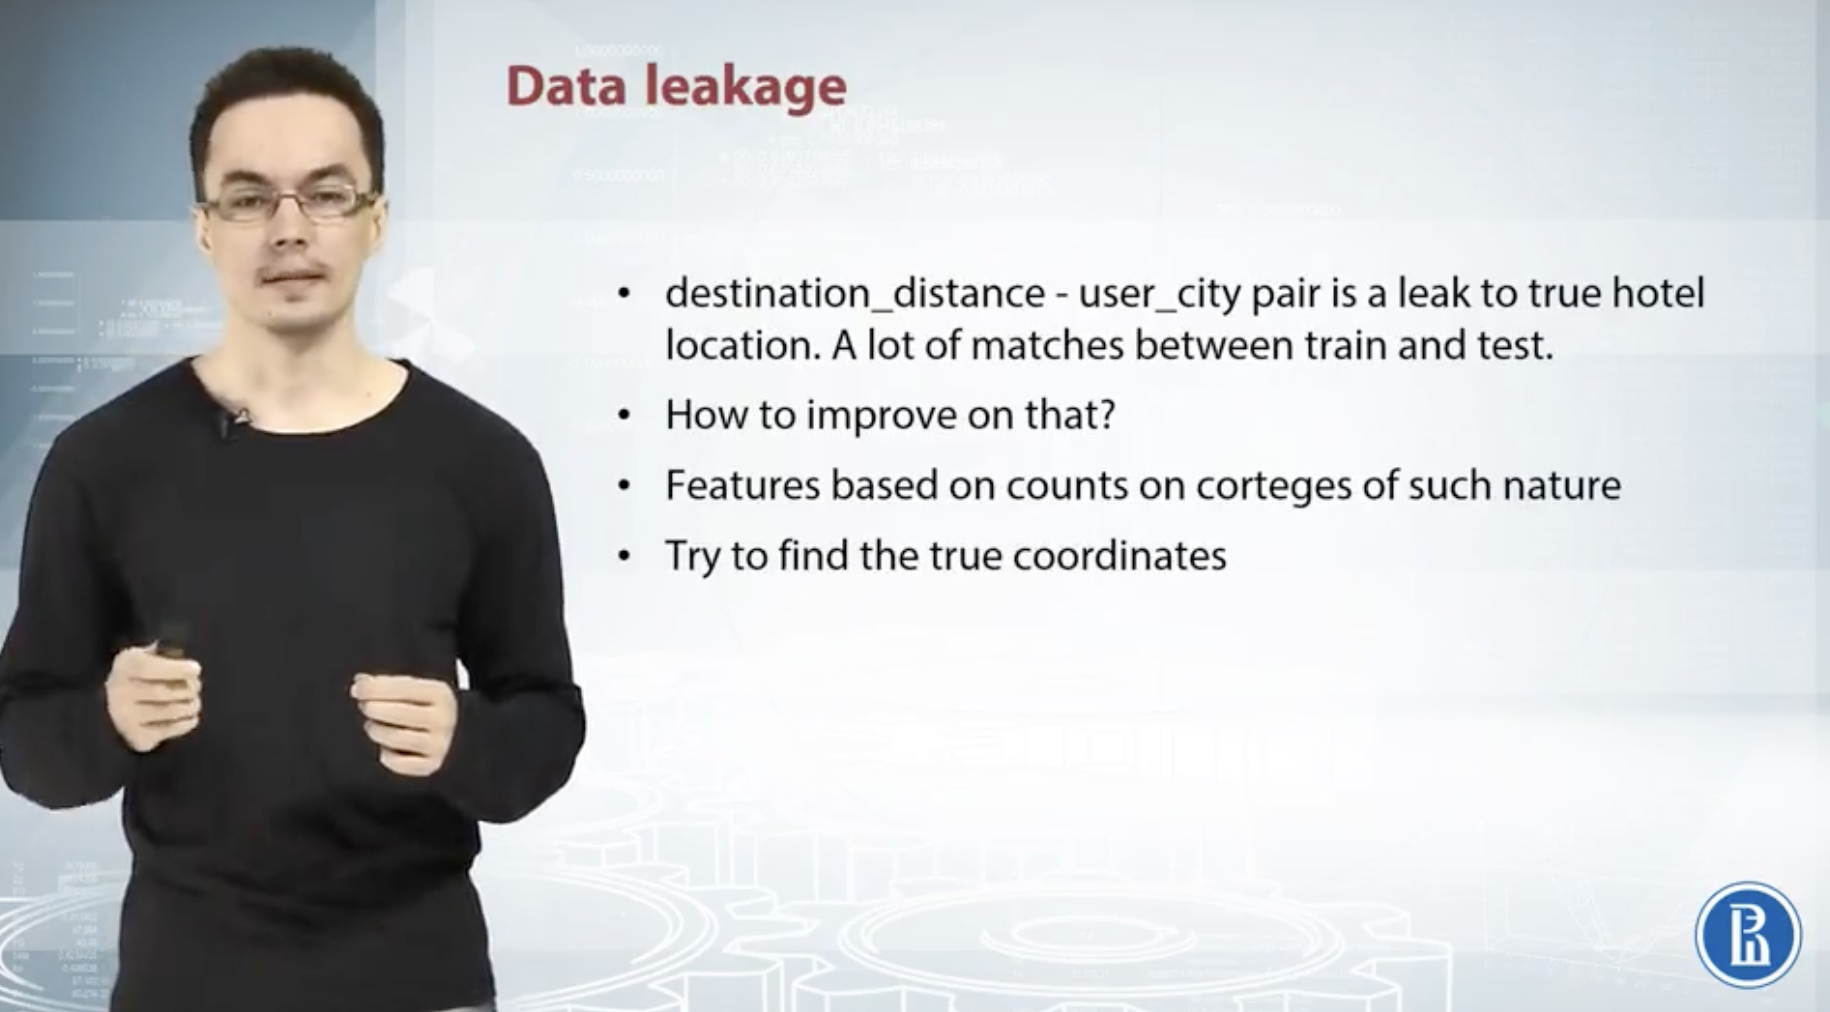 Data leakage
• destination_distance - user_city pair is a leak to true hotel
location. A lot of matches between train and test.
• How to improve on that?
• Features based on counts on corteges of such nature
• Try to find the true coordinates